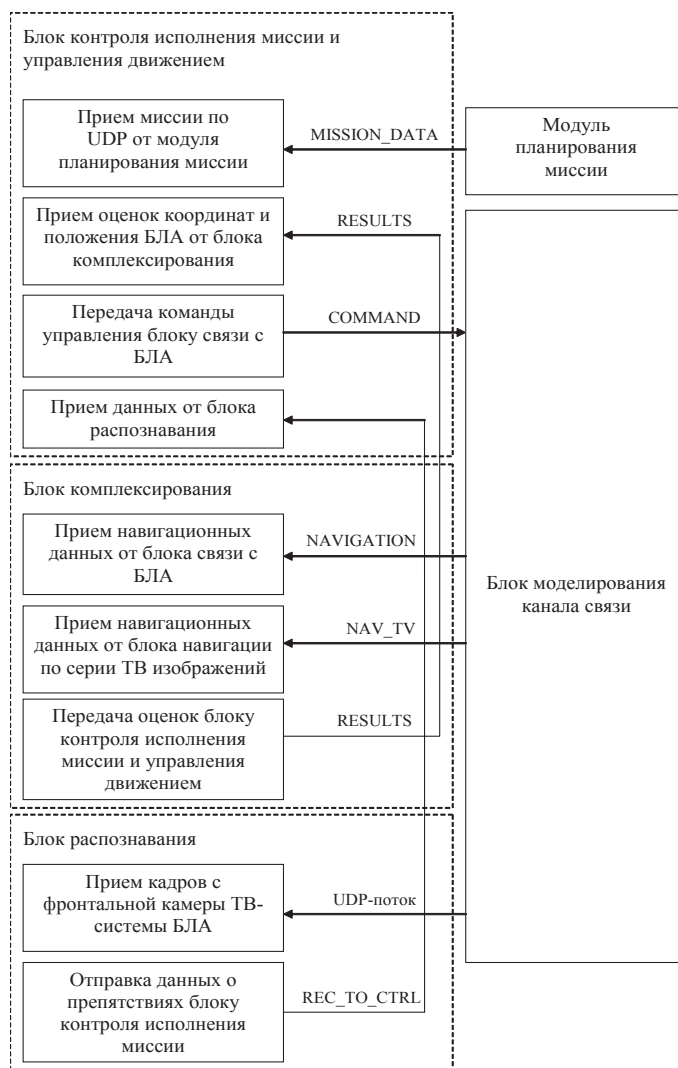 Блок контроля исполнения миссии и
управления движением
Прием миссии по
UDP от модуля
планирования миссии
MISSION_DATA
Модуль
планирования
миссии
Прием оценок координат и
положения БЛА от блока
комплексирования
RESULTS
Передача команды
управления блоку связи с
БЛА
COMMAND
Прием данных от блока
распознавания
Блок комплексирования
Прием навигационных
данных от блока связи с
БЛА
NAVIGATION
Блок моделирования
канала связи
Прием навигационных
данных от блока навигации
по серии ТВ изображений
NAV_TV
Передача оценок блоку
контроля исполнения
миссии и управления
движением
RESULTS
Блок распознавания
Прием кадров с
фронтальной камеры ТВ-
системы БЛА
UDP-поток
Отправка данных о
препятствиях блоку
контроля исполнения
миссии
REC_TO_CTRL